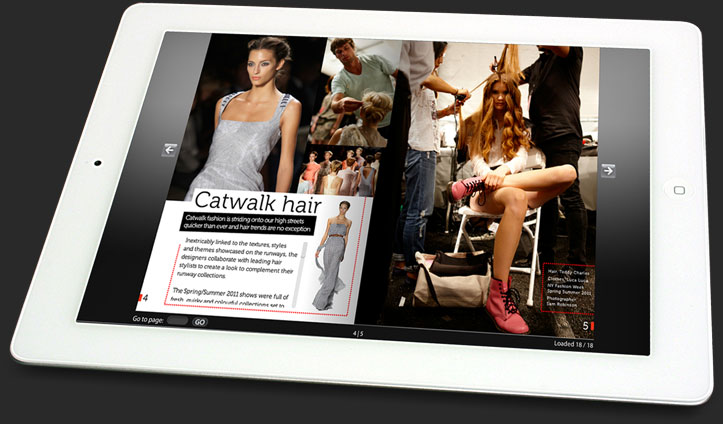 Catwalk hair
Catwalk fashion is striding onto our high streets
quicker than ever and hair trends are no exception
Inextricably linked to the textures, styles
and themes showcased on the runways, the
designers collaborate with leading hair
stylists to create a look to complement their
runway collections.
The Spring/Summer 2011 shows were full of
fresh, quirky and colourful collections set to
4
Hair: Teddy Charles
Clothes: Luca Luca
NY Fashion Week
Spring Summer 2011
Photographer:
Ram Robinson
5
Go to page:
GO
4|5
Loaded 18 / 18